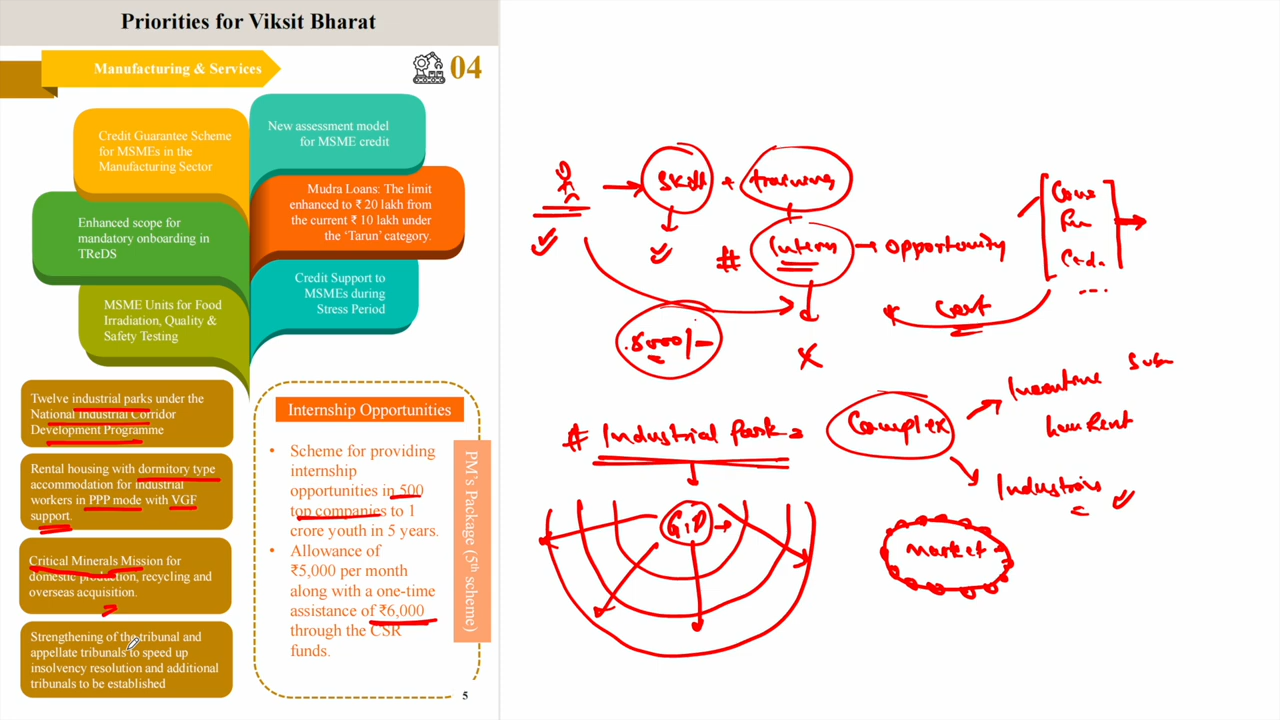 Priorities for Viksit Bharat
Manufacturing & Services
04
Credit Guarantee Scheme
for MSMEs in the
Manufacturing Sector
New assessment model
for MSME credit
Enhanced scope for
mandatory onboarding in
TReDS
Mudra Loans: The limit
enhanced to ₹ 20 lakh from
the current ₹ 10 lakh under
the ‘Tarun’ category.
MSME Units for Food
Irradiation, Quality &
Safety Testing
Credit Support to
MSMEs during
Stress Period
Twelve industrial parks under the
National Industrial Corridor
Development Programme
Rental housing with dormitory type
accommodation for industrial
workers in PPP mode with VGF
support.
Critical Minerals Mission for
domestic production, recycling and
overseas acquisition.
Strengthening of the tribunal and
appellate tribunals to speed up
insolvency resolution and additional
tribunals to be established
Internship Opportunities
• Scheme for providing
internship
opportunities in 500
top companies to 1
crore youth in 5 years.
• Allowance of
₹5,000 per month
along with a one-time
assistance of ₹6,000
through the CSR
funds.
PM's Package (5th scheme)
5
Skill + training
# Intern → opportunity
Cost
5000/-
# Industrial Parks
Complex
Incentive
Low Rent
Industries
market